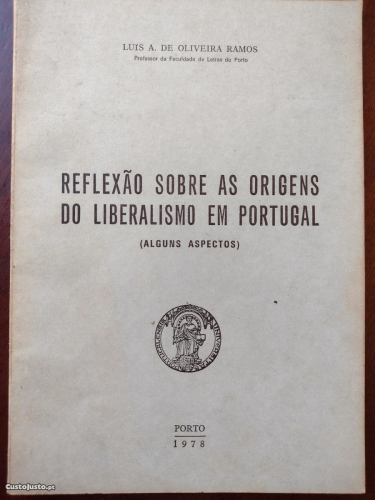 LUIS A. DE OLIVEIRA RAMOS
Professor da Faculdade de Letras do Porto
REFLEXÃO SOBRE AS ORIGENS
DO LIBERALISMO EM PORTUGAL
(ALGUNS ASPECTOS)
PORTO
1978
CustoJusto.pt